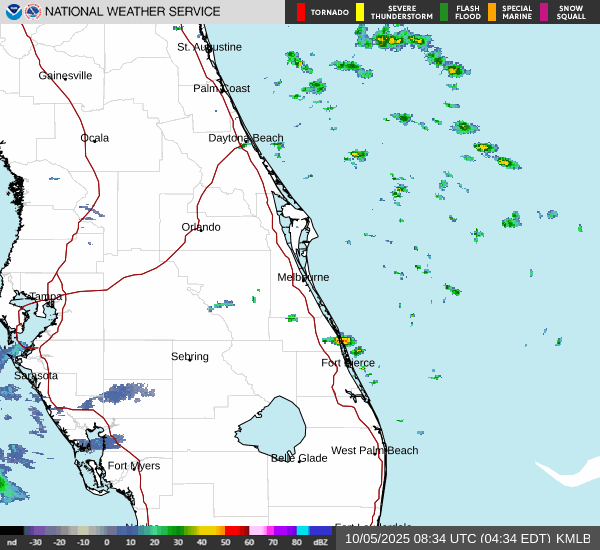 NATIONAL WEATHER SERVICE
TORNADO
SEVERE THUNDERSTORM
FLASH FLOOD
SPECIAL MARINE
SNOW SQUALL
St. Augustine
Gainesville
Palm Coast
Ocala
Daytona Beach
Orlando
Melbourne
Tampa
Sebring
Fort Pierce
Sarasota
West Palm Beach
Belle Glade
Fort Myers
nd -30 -20 -10 0 10 20 30 40 50 60 70 80 dBZ
10/05/2025 08:34 UTC (04:34 EDT) KMLB